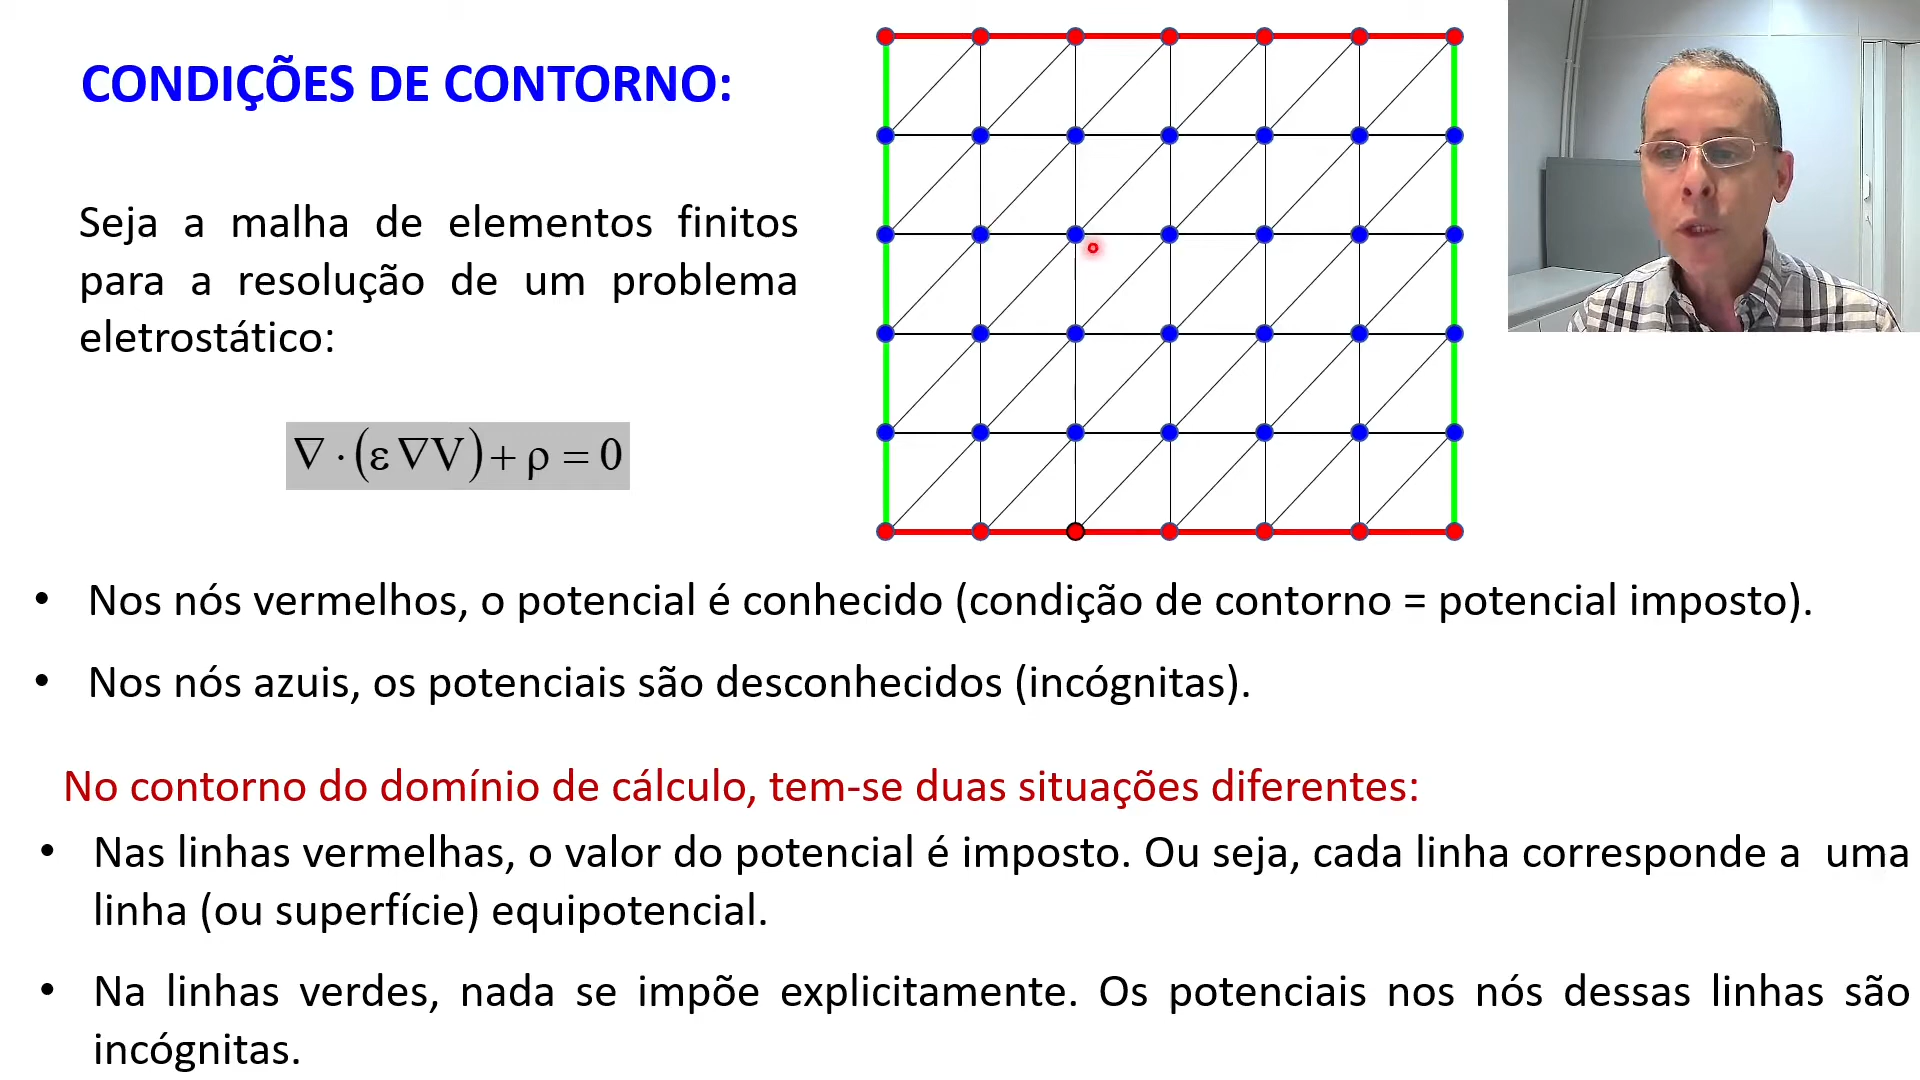 CONDIÇÕES DE CONTORNO:
Seja a malha de elementos finitos
para a resolução de um problema
eletrostático:
∇ · (ε ∇V) + ρ = 0
• Nos nós vermelhos, o potencial é conhecido (condição de contorno = potencial imposto).
• Nos nós azuis, os potenciais são desconhecidos (incógnitas).
No contorno do domínio de cálculo, tem-se duas situações diferentes:
• Nas linhas vermelhas, o valor do potencial é imposto. Ou seja, cada linha corresponde a uma
linha (ou superfície) equipotencial.
• Na linhas verdes, nada se impõe explicitamente. Os potenciais nos nós dessas linhas são
incógnitas.